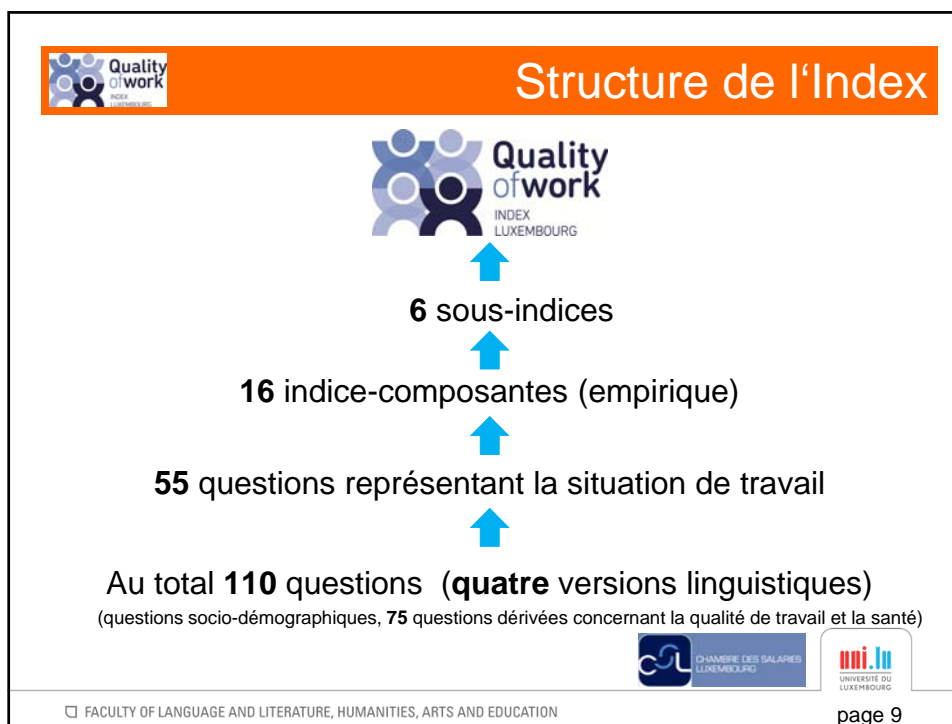 Quality
of work
INDEX
LUXEMBOURG
Structure de l‘Index
Quality
of work
INDEX
LUXEMBOURG
6 sous-indices
16 indice-composantes (empirique)
55 questions représentant la situation de travail
Au total 110 questions (quatre versions linguistiques)
(questions socio-démographiques, 75 questions dérivées concernant la qualité de travail et la santé)
CSL CHAMBRE DES SALARIES
LUXEMBOURG
uni.lu
UNIVERSITÉ DU
LUXEMBOURG
FACULTY OF LANGUAGE AND LITERATURE, HUMANITIES, ARTS AND EDUCATION
page 9